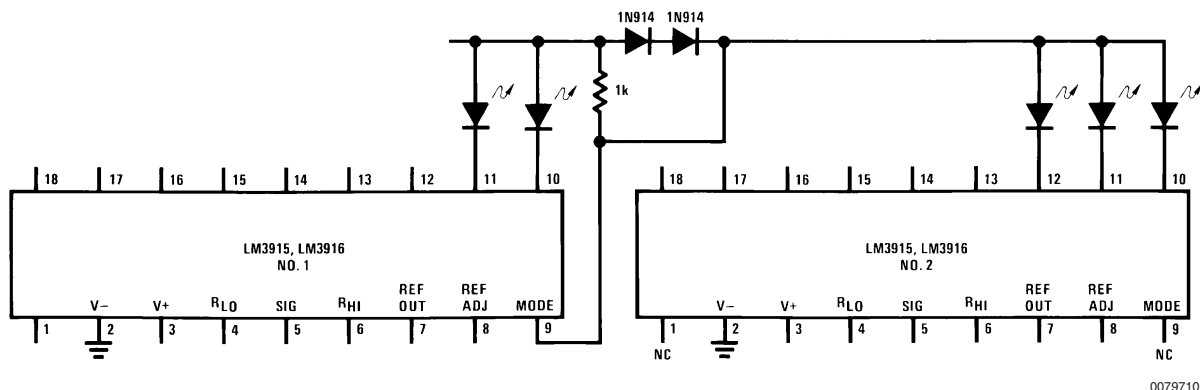 1N914 1N914
1k
18 17 16 15 14 13 12 11 10
18 17 16 15 14 13 12 11 10
LM3915, LM3916
NO. 1
LM3915, LM3916
NO. 2
V− V+ RLO SIG RHI REF OUT REF ADJ MODE
V− V+ RLO SIG RHI REF OUT REF ADJ MODE
1 2 3 4 5 6 7 8 9
1 2 3 4 5 6 7 8 9
NC NC
0079710